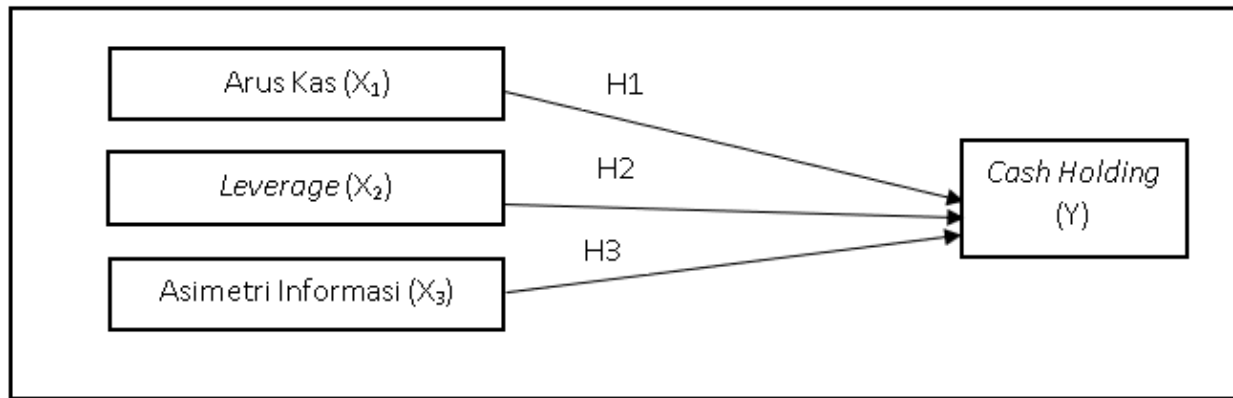 Arus Kas (X₁)
H1
Leverage (X₂)
H2
Asimetri Informasi (X₃)
H3
Cash Holding
(Y)